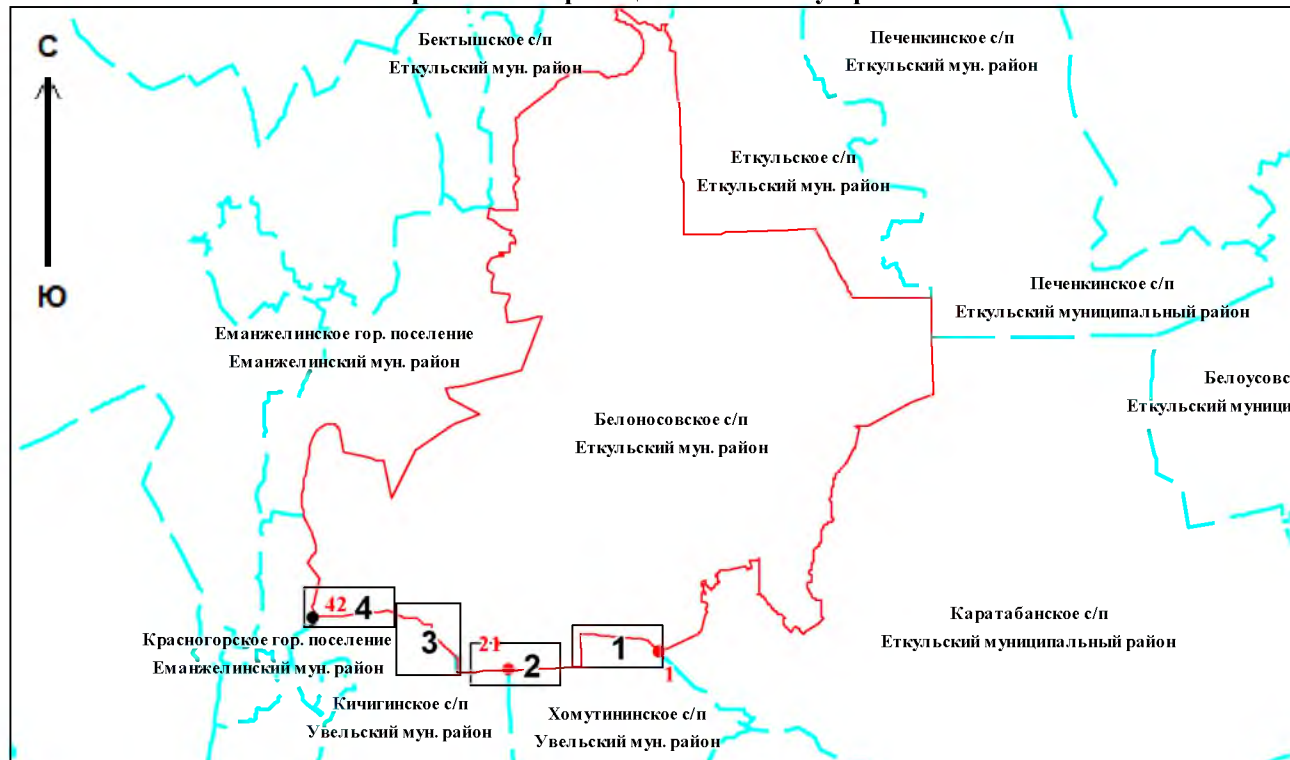 С
Ю
Бектышское с/п
Еткульский мун. район
Печенкинское с/п
Еткульский мун. район
Еткульское с/п
Еткульский мун. район
Печенкинское с/п
Еткульский муниципальный район
Еманжелинское гор. поселение
Еманжелинский мун. район
Белоусовс
Еткульский муници
Белоносовское с/п
Еткульский мун. район
42 4
3
21
2
1
1
Каратабанское с/п
Еткульский муниципальный район
Красногорское гор. поселение
Еманжелинский мун. район
Кичигинское с/п
Увельский мун. район
Хомутининское с/п
Увельский мун. район